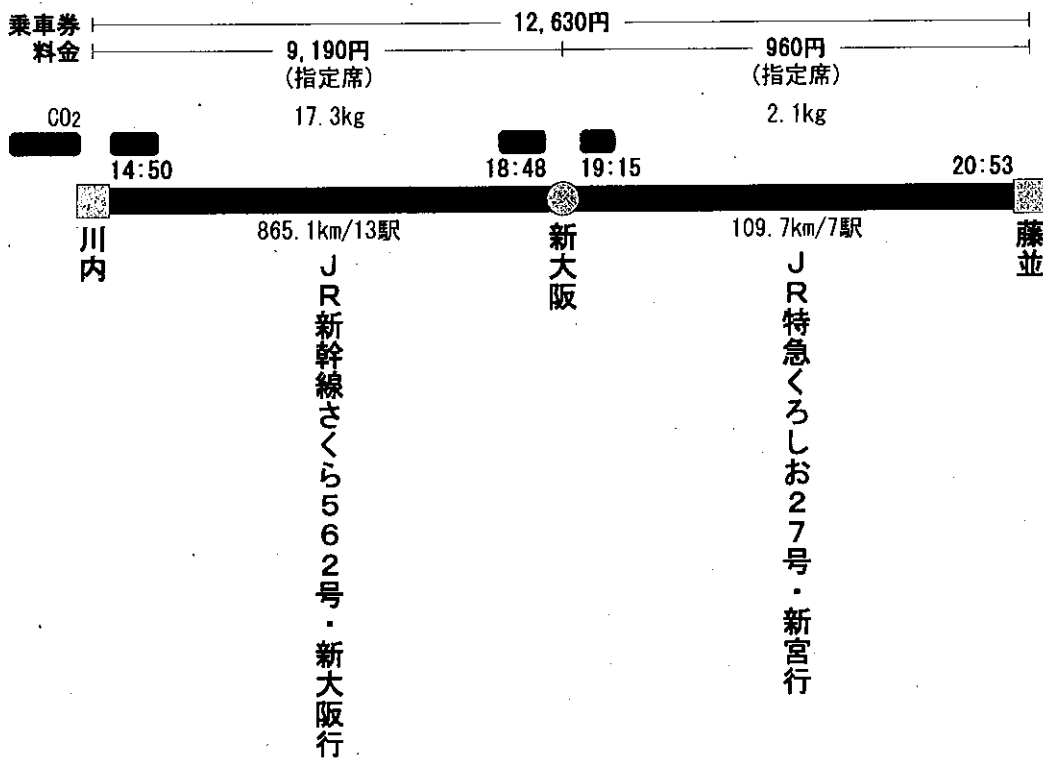 乗車券 12,630円
料金 9,190円 960円
(指定席) (指定席)
CO2 17.3kg 2.1kg
14:50 18:48 19:15 20:53
865.1km/13駅 109.7km/7駅
川内
新大阪
藤並
JR新幹線さくら562号・新大阪行
JR特急くろしお27号・新宮行